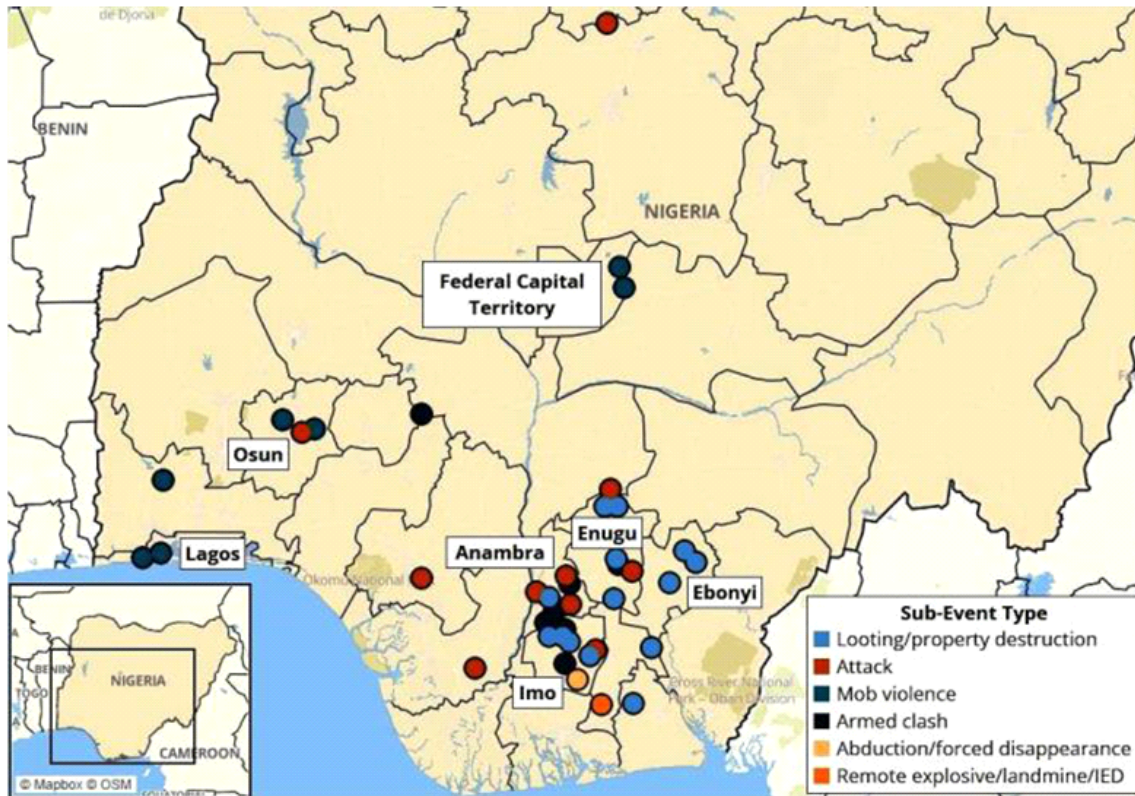 de Djona
BENIN
NIGERIA
Federal Capital
Territory
Osun
Enugu
Anambra
Lagos
Okomu National
Ebonyi
Imo
Cross River National
Park – Oban Division
Sub-Event Type
Looting/property destruction
Attack
Mob violence
Armed clash
Abduction/forced disappearance
Remote explosive/landmine/IED
BENIN
NIGERIA
TOGO
CAMEROON
© Mapbox © OSM